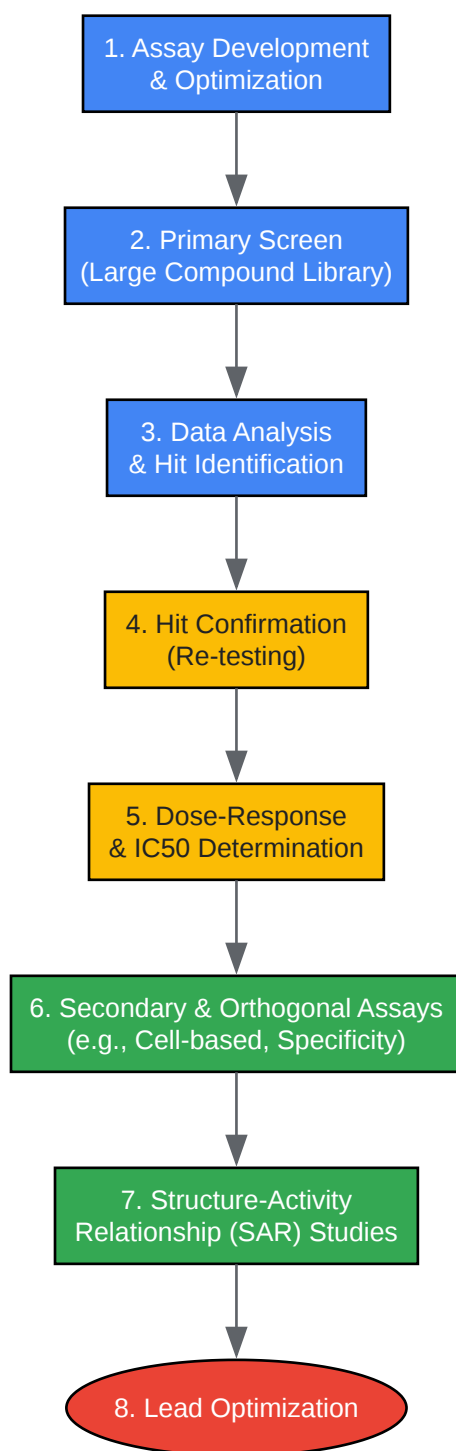 1. Assay Development
& Optimization
2. Primary Screen
(Large Compound Library)
3. Data Analysis
& Hit Identification
4. Hit Confirmation
(Re-testing)
5. Dose-Response
& IC50 Determination
6. Secondary & Orthogonal Assays
(e.g., Cell-based, Specificity)
7. Structure-Activity
Relationship (SAR) Studies
8. Lead Optimization